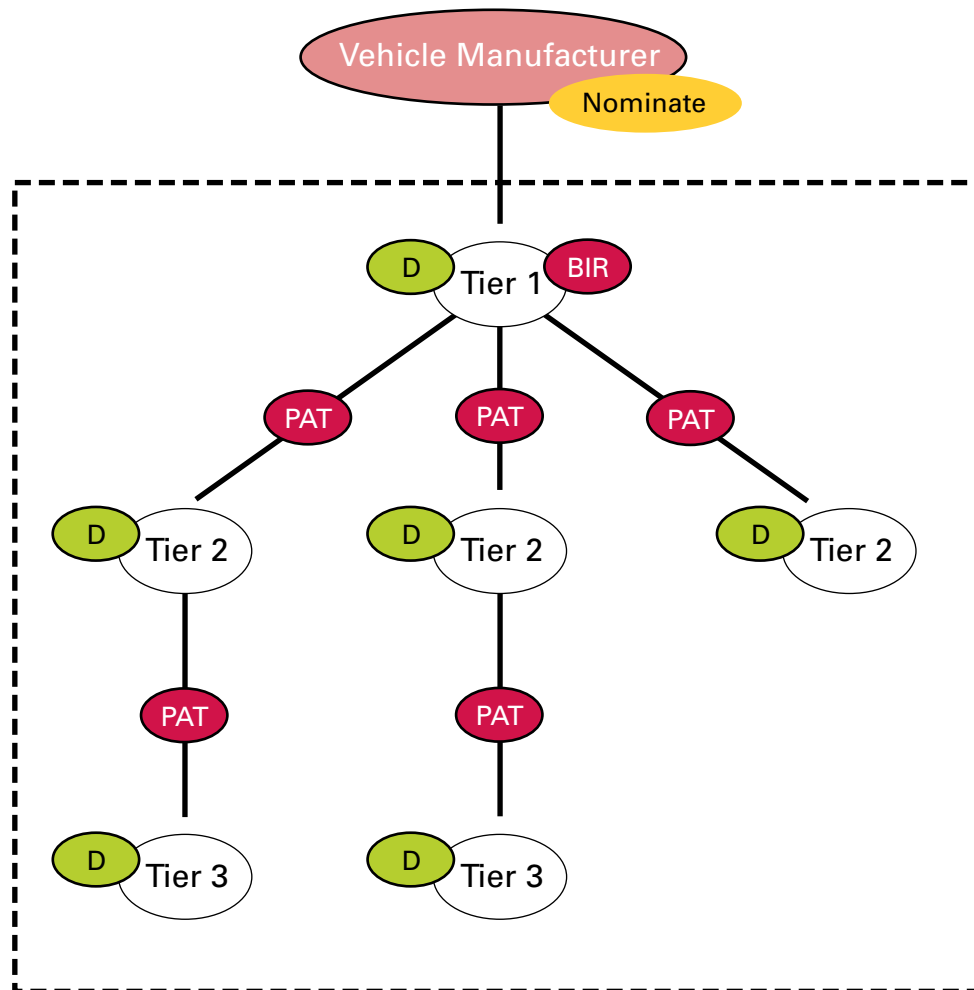 Vehicle Manufacturer
Nominate
D
Tier 1
BIR
PAT
PAT
PAT
D
Tier 2
D
Tier 2
D
Tier 2
PAT
PAT
D
Tier 3
D
Tier 3